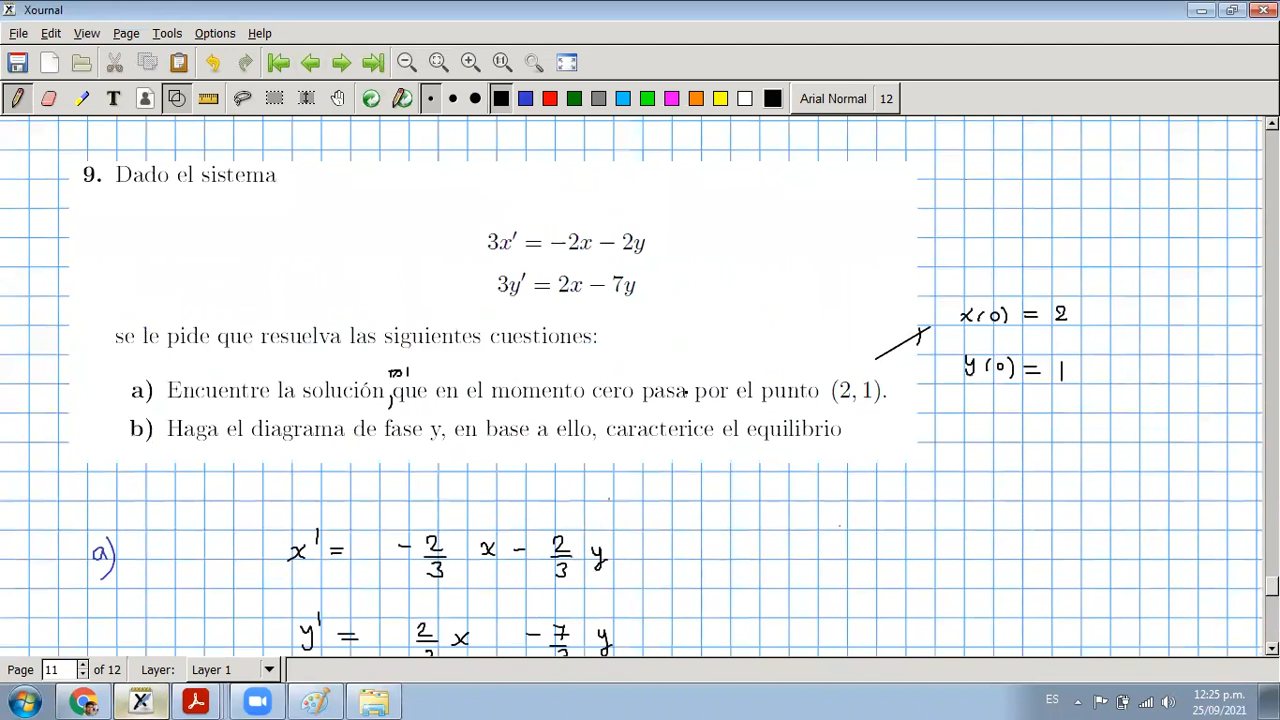 Xournal
File Edit View Page Tools Options Help
Arial Normal 12
9. Dado el sistema
3x′ = −2x − 2y
3y′ = 2x − 7y
se le pide que resuelva las siguientes cuestiones:
x(0) = 2
y(0) = 1
a) Encuentre la solución, que en el momento cero pasa por el punto (2, 1).
b) Haga el diagrama de fase y, en base a ello, caracterice el equilibrio
a) x' = - 2/3 x - 2/3 y
y' = 2/3 x - 7/3 y
Page 11 of 12 Layer: Layer 1
ES 12:25 p.m.
25/09/2021